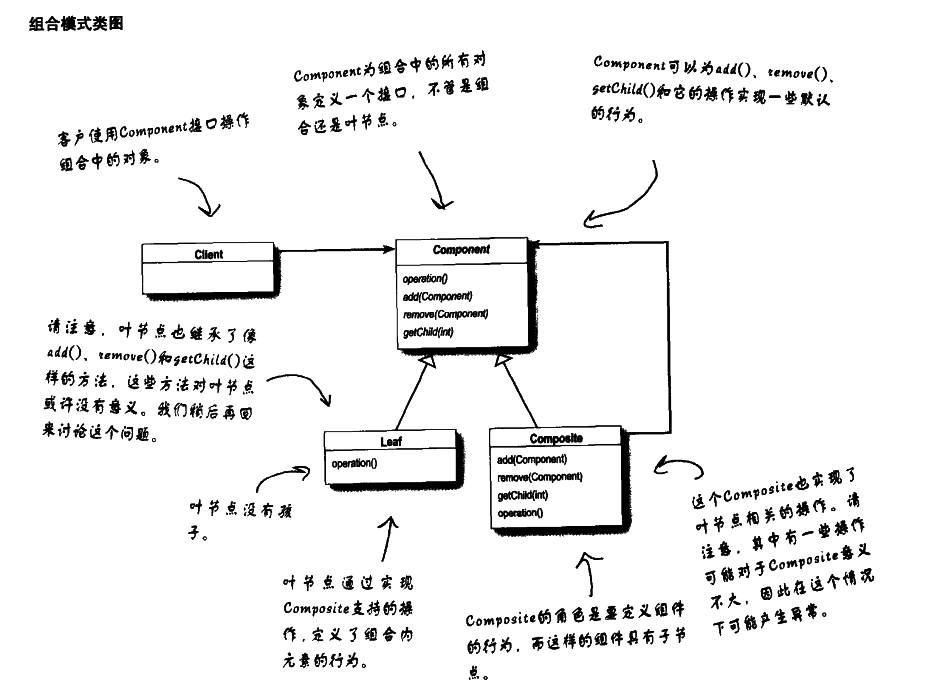 组合模式类图
Component为组合中的所有对
象定义一个接口，不管是组
合还是叶节点。
Component可以为add()、remove()、
getChild()和它的操作实现一些默认
的行为。
客户使用Component接口操作
组合中的对象。
Client
Component
operation()
add(Component)
remove(Component)
getChild(int)
请注意，叶节点也继承了像
add()、remove()和getChild()这
样的方法，这些方法对叶节点
或许没有意义。我们稍后再回
来讨论这个问题。
Leaf
operation()
Composite
add(Component)
remove(Component)
getChild(int)
operation()
叶节点没有孩
子。
叶节点通过实现
Composite支持的操
作，定义了组合内
元素的行为。
Composite的角色是要定义组件
的行为，而这样的组件具有子节
点。
这个Composite也实现了
叶节点相关的操作。请
注意，其中有一些操作
可能对于Composite意义
不大，因此在这个情况
下可能产生异常。